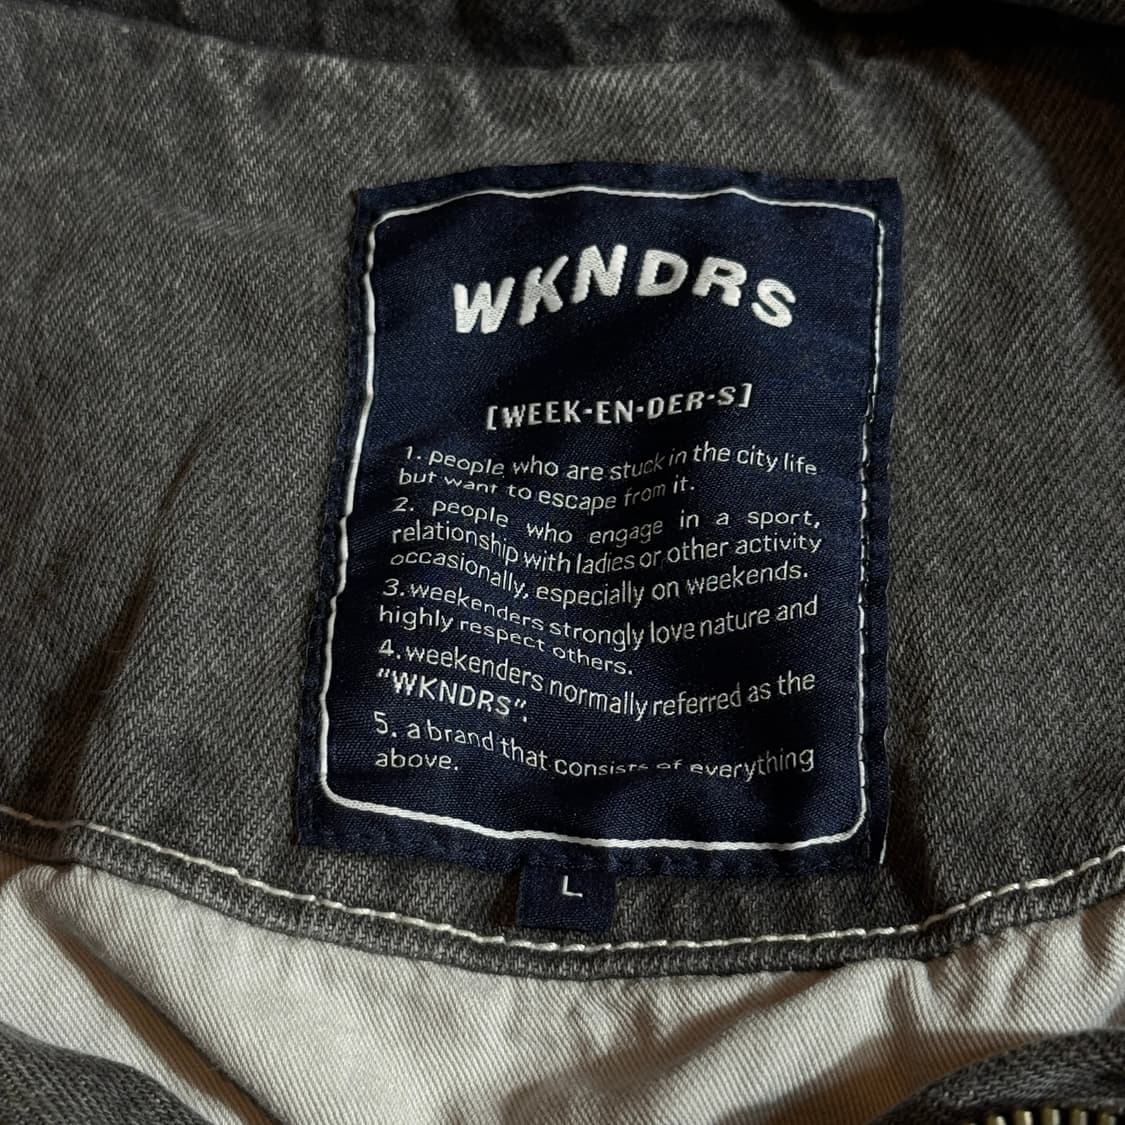 WKNDRS
[WEEK-EN-DER-S]
1. people who are stuck in the city life
but want to escape from it.
2. people who engage in a sport,
relationship with ladies or other activity
occasionally, especially on weekends.
3. weekenders strongly love nature and
highly respect others.
4. weekenders normally referred as the
"WKNDRS".
5. a brand that consists of everything
above.
L